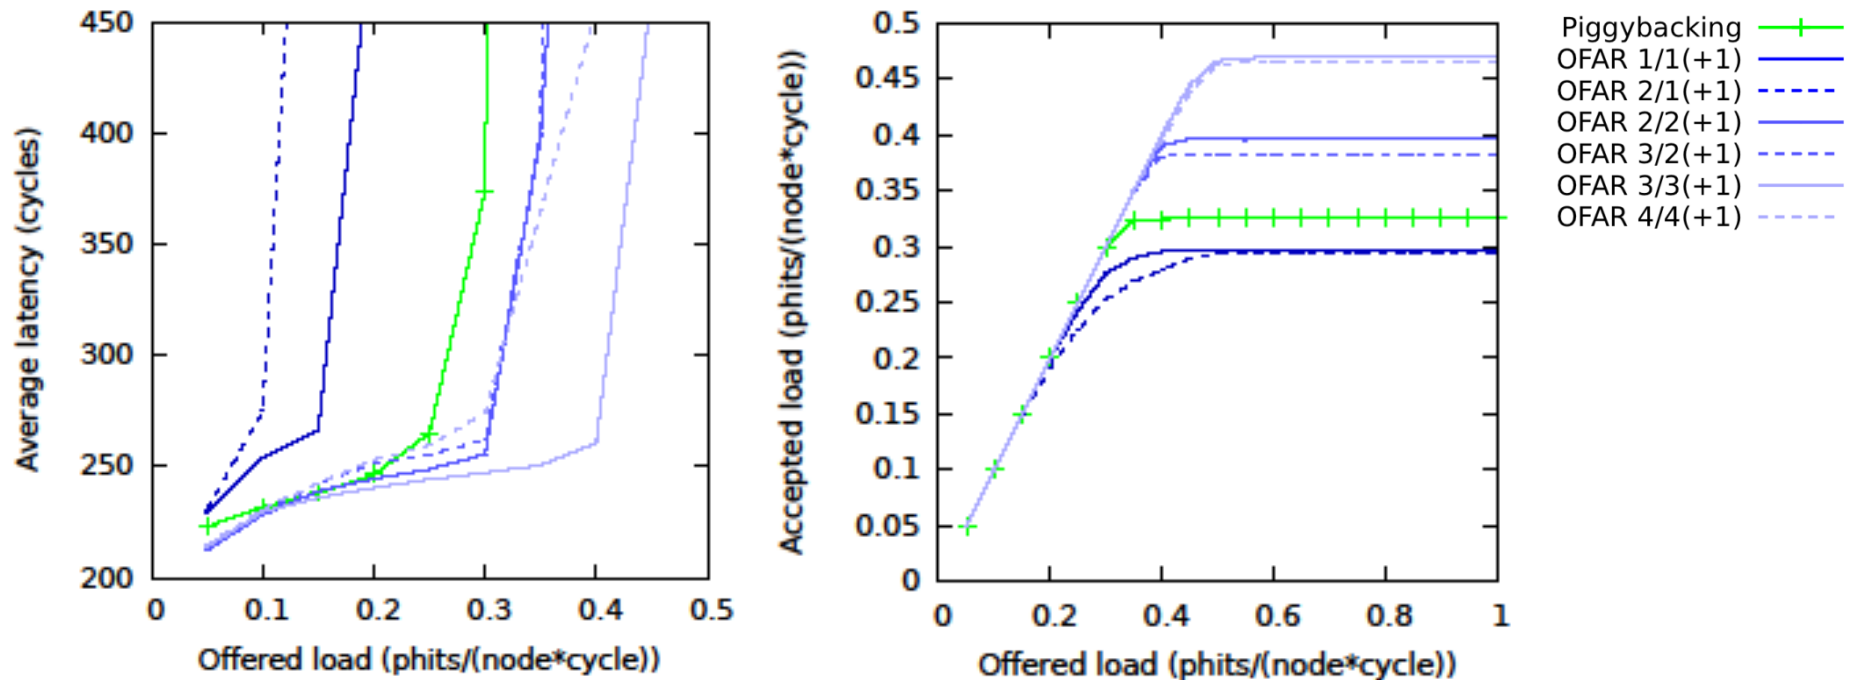 450
400
350
300
250
200
0 0.1 0.2 0.3 0.4 0.5
Average latency (cycles)
Offered load (phits/(node*cycle))
0.5
0.45
0.4
0.35
0.3
0.25
0.2
0.15
0.1
0.05
0
0 0.2 0.4 0.6 0.8 1
Accepted load (phits/(node*cycle))
Offered load (phits/(node*cycle))
Piggybacking
OFAR 1/1(+1)
OFAR 2/1(+1)
OFAR 2/2(+1)
OFAR 3/2(+1)
OFAR 3/3(+1)
OFAR 4/4(+1)